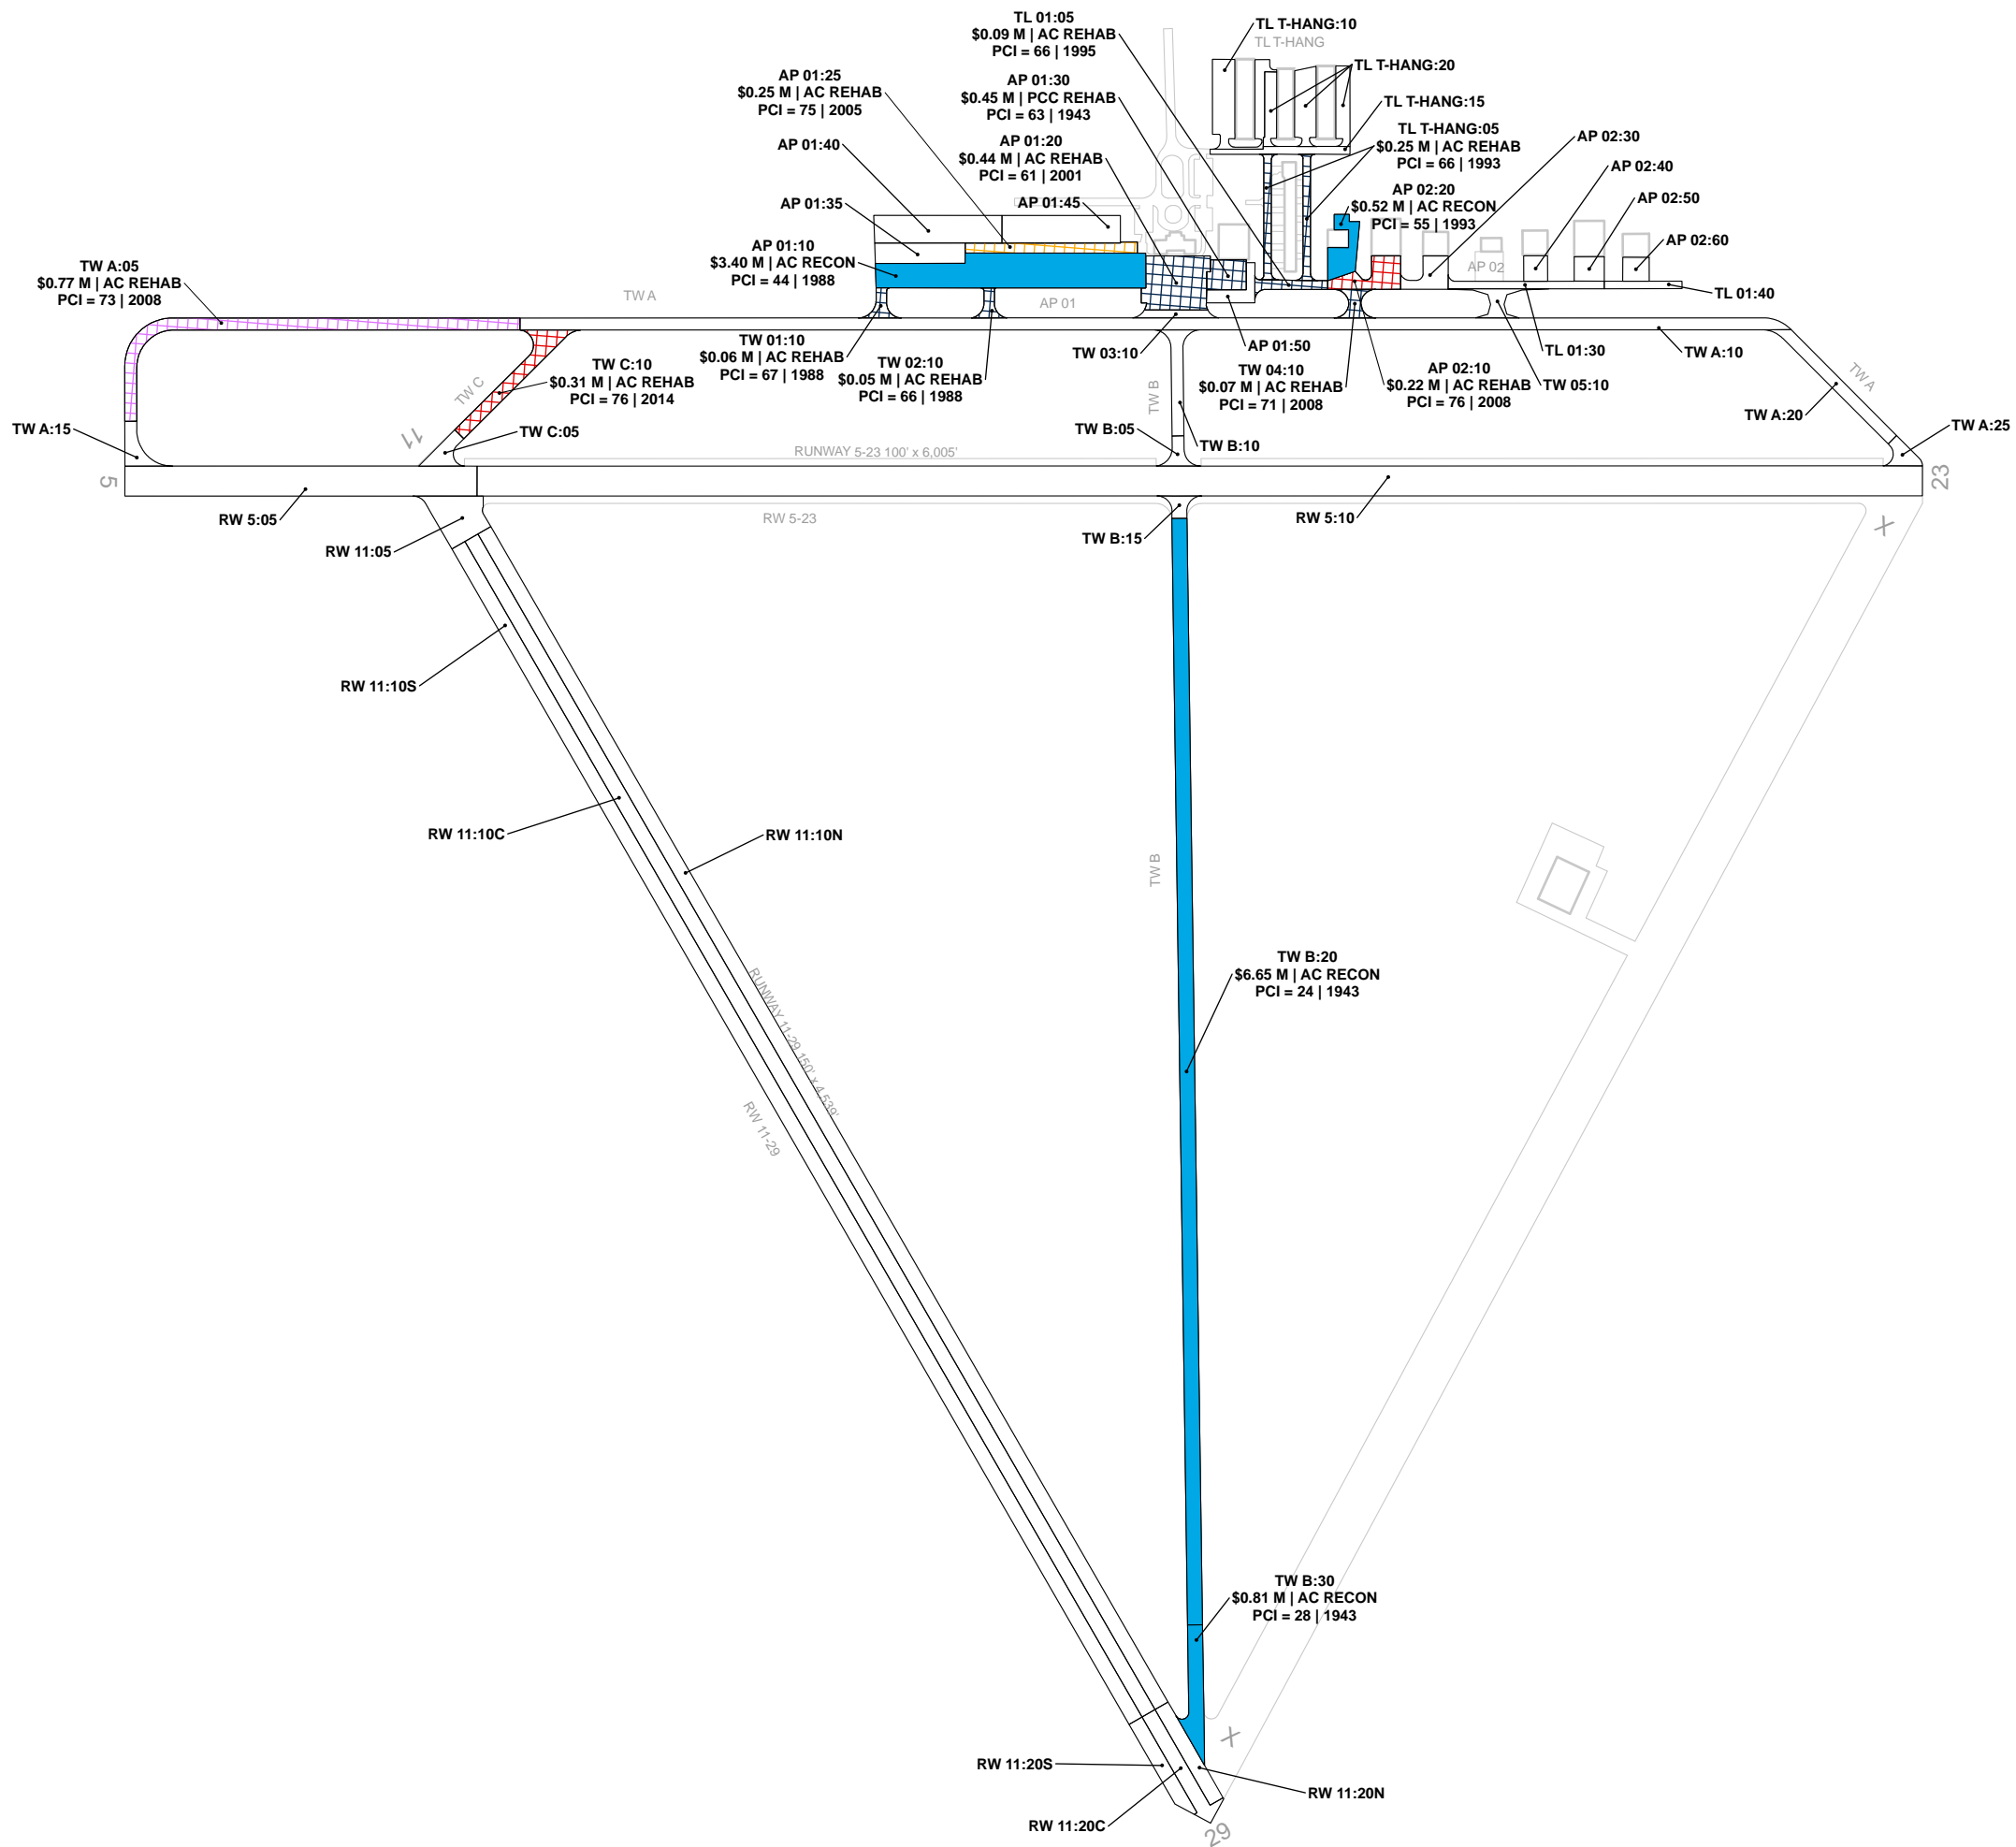 TL 01:05
$0.09 M | AC REHAB
PCI = 66 | 1995
TL T-HANG:10
TL T-HANG
TL T-HANG:20
AP 01:25
$0.25 M | AC REHAB
PCI = 75 | 2005
AP 01:30
$0.45 M | PCC REHAB
PCI = 63 | 1943
TL T-HANG:15
TL T-HANG:05
$0.25 M | AC REHAB
PCI = 66 | 1993
AP 01:40
AP 01:20
$0.44 M | AC REHAB
PCI = 61 | 2001
AP 02:30
AP 02:40
AP 02:20
$0.52 M | AC RECON
PCI = 55 | 1993
AP 02:50
AP 01:35
AP 01:45
AP 02:60
AP 01:10
$3.40 M | AC RECON
PCI = 44 | 1988
TW A:05
$0.77 M | AC REHAB
PCI = 73 | 2008
AP 02
TW A
AP 01
TL 01:40
TW 01:10
$0.06 M | AC REHAB
PCI = 67 | 1988
TW 03:10
AP 01:50
TL 01:30
TW A:10
TW C:10
$0.31 M | AC REHAB
PCI = 76 | 2014
TW 02:10
$0.05 M | AC REHAB
PCI = 66 | 1988
TW 04:10
$0.07 M | AC REHAB
PCI = 71 | 2008
AP 02:10
$0.22 M | AC REHAB
PCI = 76 | 2008
TW 05:10
TW A
TW C
TW B
TW A:20
TW A:15
11
TW C:05
TW B:05
TW B:10
TW A:25
RUNWAY 5-23 100' x 6,005'
5
23
RW 5:05
RW 5-23
RW 5:10
X
RW 11:05
TW B:15
RW 11:10S
RW 11:10C
RW 11:10N
TW B
TW B:20
$6.65 M | AC RECON
PCI = 24 | 1943
RUNWAY 11-29 150' x 4,539'
RW 11-29
TW B:30
$0.81 M | AC RECON
PCI = 28 | 1943
X
RW 11:20S
RW 11:20N
RW 11:20C
29